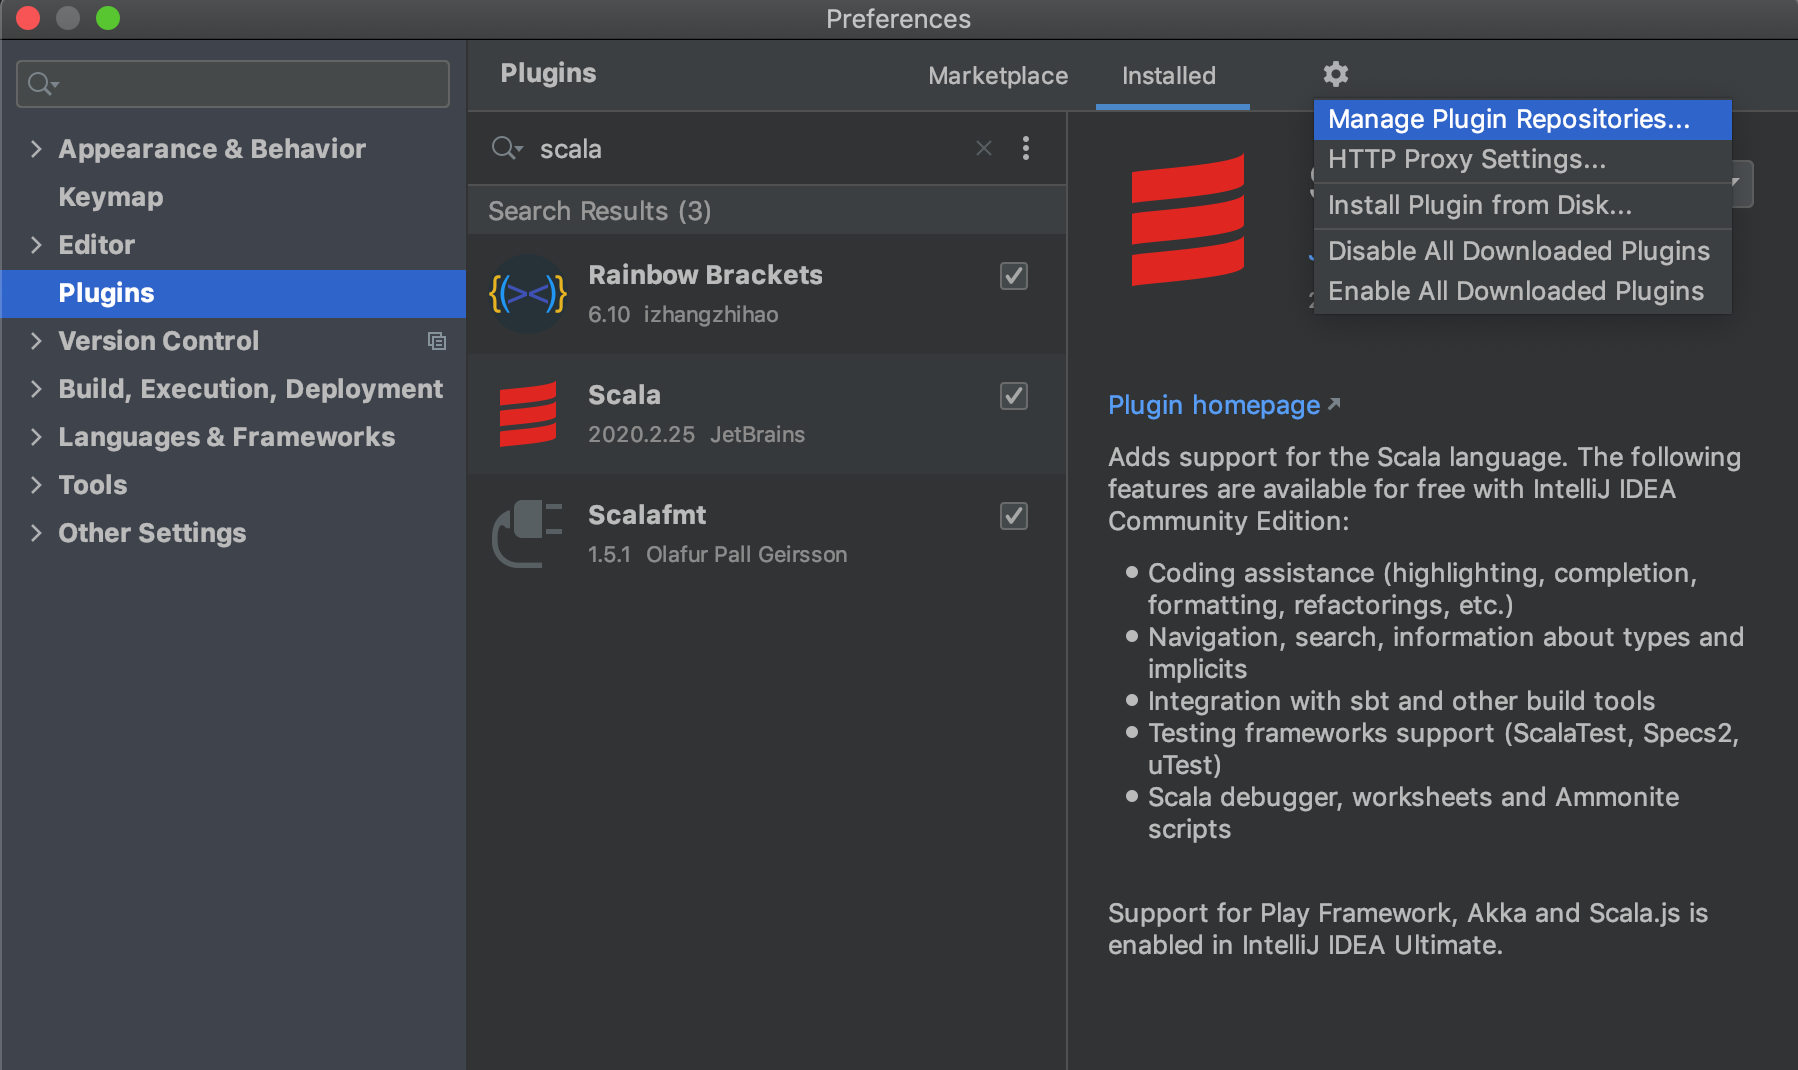 Preferences
Appearance & Behavior
Keymap
Editor
Plugins
Version Control
Build, Execution, Deployment
Languages & Frameworks
Tools
Other Settings
Plugins
Marketplace
Installed
scala
Search Results (3)
Rainbow Brackets
6.10 izhangzhihao
Scala
2020.2.25 JetBrains
Scalafmt
1.5.1 Olafur Pall Geirsson
Manage Plugin Repositories...
HTTP Proxy Settings...
Install Plugin from Disk...
Disable All Downloaded Plugins
Enable All Downloaded Plugins
Plugin homepage
Adds support for the Scala language. The following
features are available for free with IntelliJ IDEA
Community Edition:
Coding assistance (highlighting, completion,
formatting, refactorings, etc.)
Navigation, search, information about types and
implicits
Integration with sbt and other build tools
Testing frameworks support (ScalaTest, Specs2,
uTest)
Scala debugger, worksheets and Ammonite
scripts
Support for Play Framework, Akka and Scala.js is
enabled in IntelliJ IDEA Ultimate.